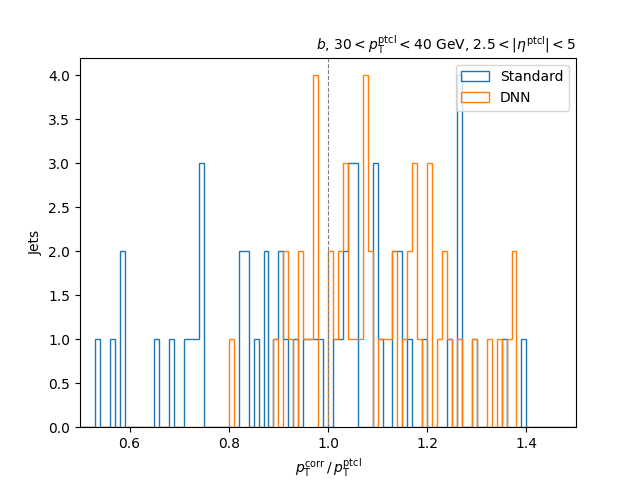 b, 30 < p_T^ptcl < 40 GeV, 2.5 < |η^ptcl| < 5
Standard
DNN
Jets
4.0
3.5
3.0
2.5
2.0
1.5
1.0
0.5
0.0
0.6 0.8 1.0 1.2 1.4
p_T^corr / p_T^ptcl